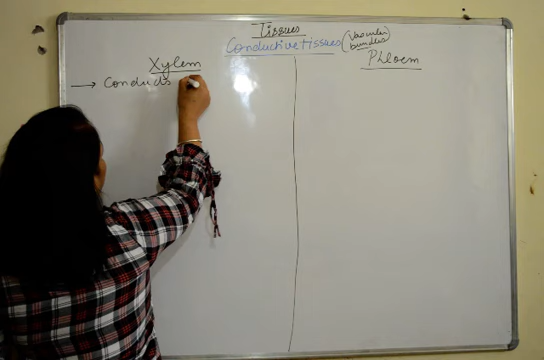 Tissues
Conductive tissues (Vascular bundles)
Xylem
Phloem
→ Conducts